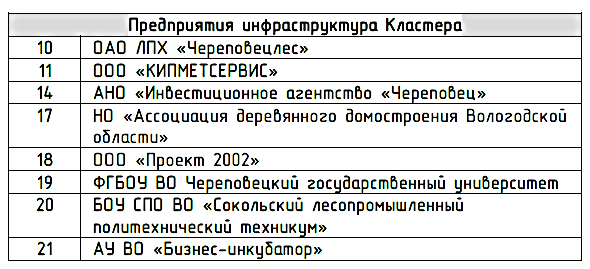 Предприятия инфраструктура Кластера
10 ОАО ЛПХ «Череповецлес»
11 ООО «КИПМЕТСЕРВИС»
14 АНО «Инвестиционное агентство «Череповец»
17 НО «Ассоциация деревянного домостроения Вологодской
области»
18 ООО «Проект 2002»
19 ФГБОУ ВО Череповецкий государственный университет
20 БОУ СПО ВО «Сокольский лесопромышленный
политехнический техникум»
21 АУ ВО «Бизнес-инкубатор»